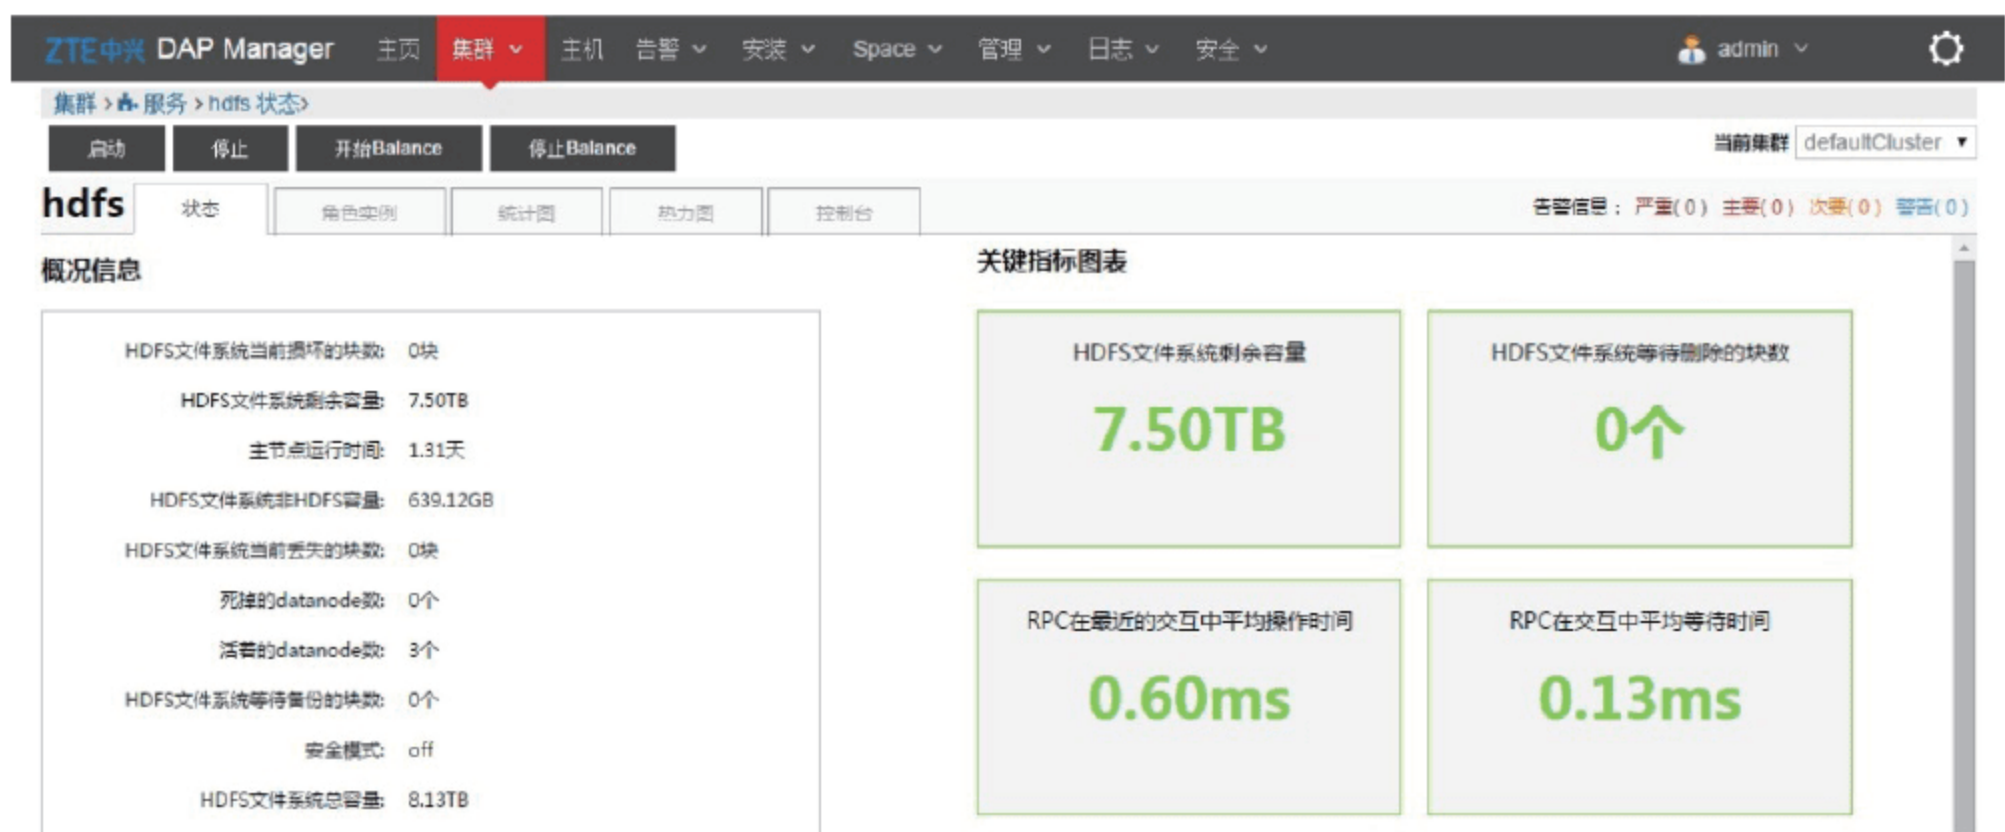 ZTE中兴 DAP Manager 主页 集群 主机 告警 安装 Space 管理 日志 安全 admin
集群 › 服务 › hdfs 状态›
启动 停止 开始Balance 停止Balance 当前集群 defaultCluster
hdfs 状态 角色实例 统计图 热力图 控制台 告警信息： 严重(0) 主要(0) 次要(0) 警告(0)
概况信息
HDFS文件系统当前损坏的块数: 0块
HDFS文件系统剩余容量: 7.50TB
主节点运行时间: 1.31天
HDFS文件系统非HDFS容量: 639.12GB
HDFS文件系统当前丢失的块数: 0块
死掉的datanode数: 0个
活着的datanode数: 3个
HDFS文件系统等待备份的块数: 0个
安全模式: off
HDFS文件系统总容量: 8.13TB
关键指标图表
HDFS文件系统剩余容量
7.50TB
HDFS文件系统等待删除的块数
0个
RPC在最近的交互中平均操作时间
0.60ms
RPC在交互中平均等待时间
0.13ms